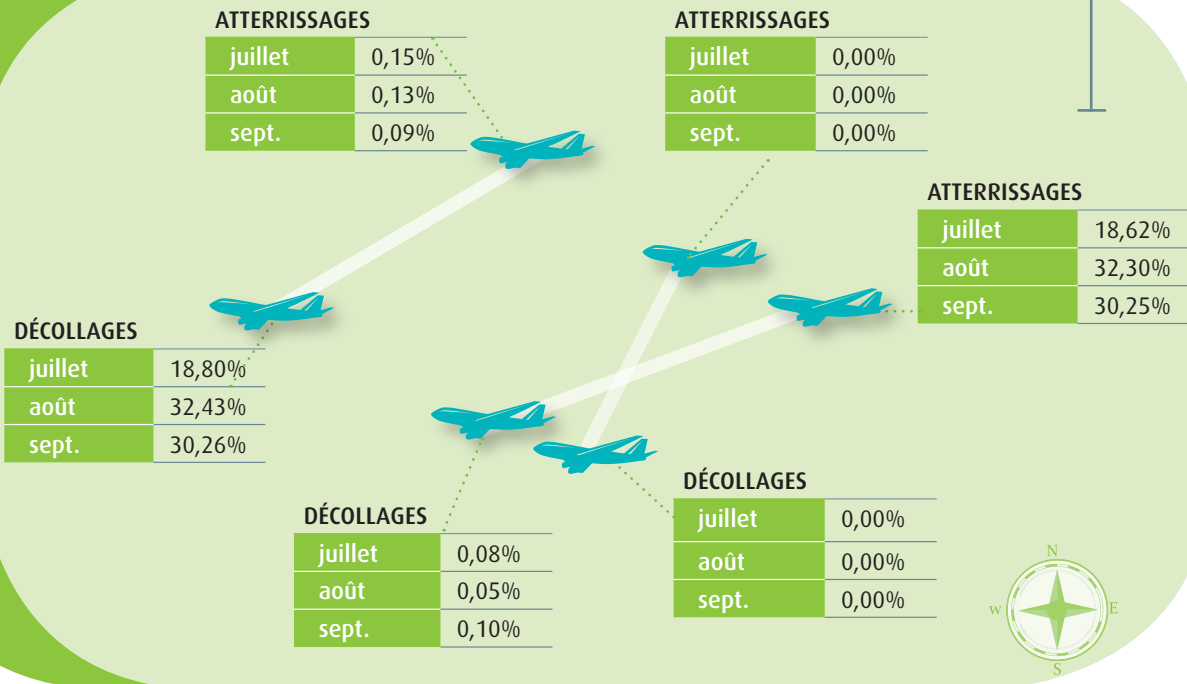 ATTERRISSAGES
juillet 0,15%
août 0,13%
sept. 0,09%
ATTERRISSAGES
juillet 0,00%
août 0,00%
sept. 0,00%
ATTERRISSAGES
juillet 18,62%
août 32,30%
sept. 30,25%
DÉCOLLAGES
juillet 18,80%
août 32,43%
sept. 30,26%
DÉCOLLAGES
juillet 0,08%
août 0,05%
sept. 0,10%
DÉCOLLAGES
juillet 0,00%
août 0,00%
sept. 0,00%
N
W E
S